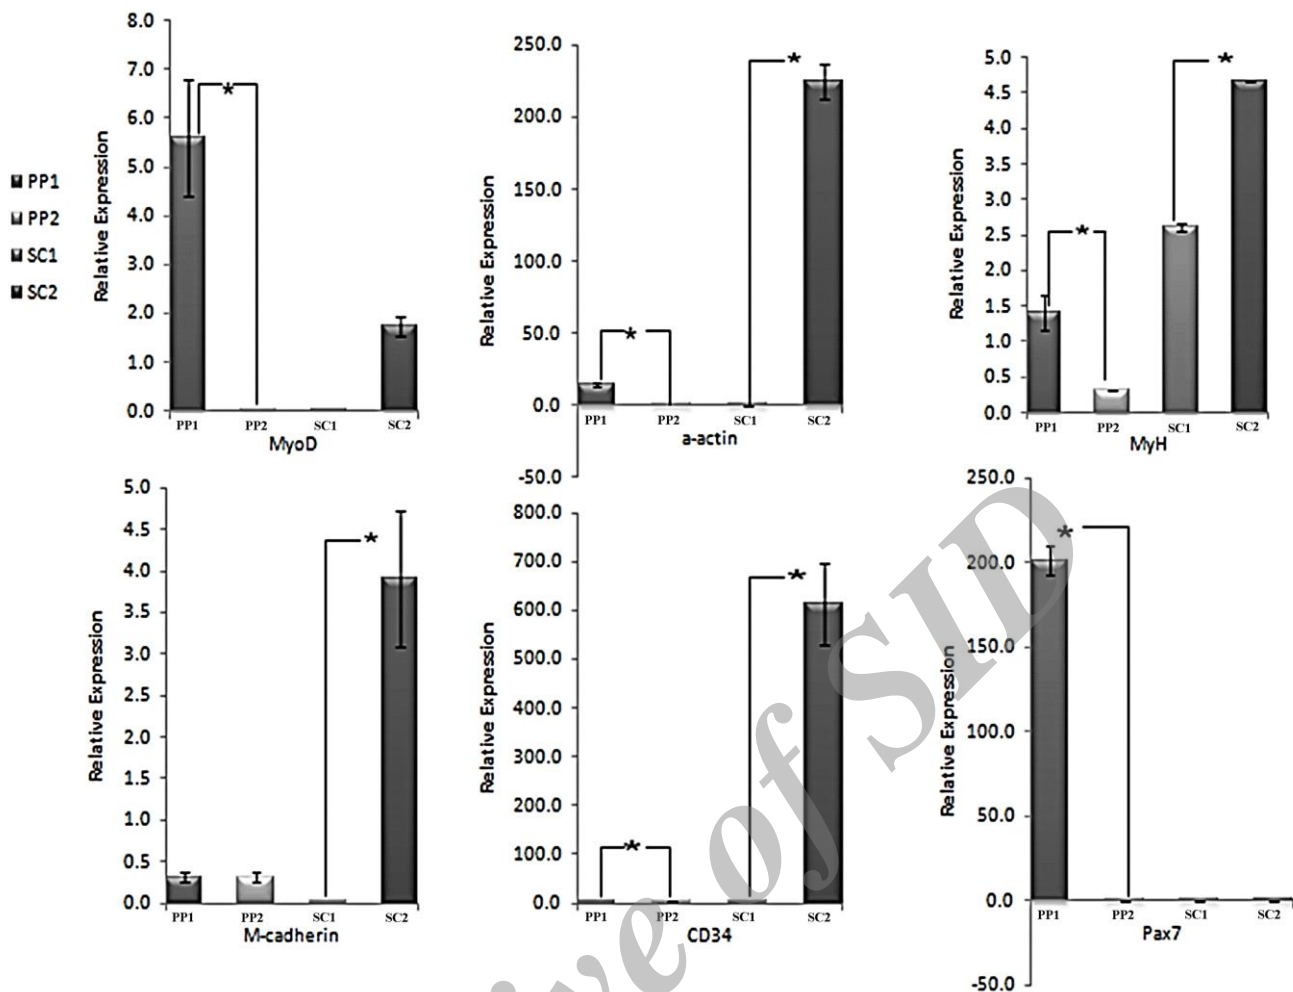 PP1
PP2
SC1
SC2
Relative Expression
8.0
7.0
6.0
5.0
4.0
3.0
2.0
1.0
0.0
*
PP1 PP2 SC1 SC2
MyoD
Relative Expression
250.0
200.0
150.0
100.0
50.0
0.0
-50.0
*
*
PP1 PP2 SC1 SC2
a-actin
Relative Expression
5.0
4.5
4.0
3.5
3.0
2.5
2.0
1.5
1.0
0.5
0.0
*
*
PP1 PP2 SC1 SC2
MyH
Relative Expression
5.0
4.5
4.0
3.5
3.0
2.5
2.0
1.5
1.0
0.5
0.0
*
PP1 PP2 SC1 SC2
M-cadherin
Relative Expression
800.0
700.0
600.0
500.0
400.0
300.0
200.0
100.0
0.0
*
*
PP1 PP2 SC1 SC2
CD34
Relative Expression
250.0
200.0
150.0
100.0
50.0
0.0
-50.0
*
PP1 PP2 SC1 SC2
Pax7
ive of SID